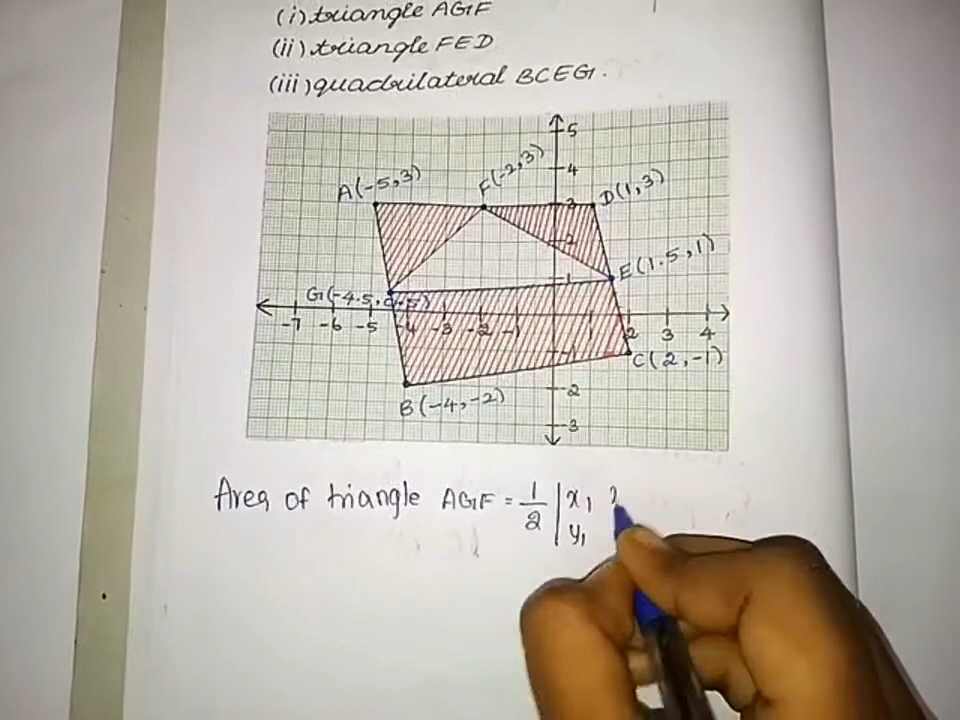 (i) triangle AGF
(ii) triangle FED
(iii) quadrilateral BCEG.
5
A(-5,3) F(-2,3) 4
3 D(1,3)
2
1 E(1.5,1)
G(-4.5,0.5)
-7 -6 -5 -4 -3 -2 -1 2 3 4
-1 C(2,-1)
B(-4,-2) -2
-3
Area of triangle AGF = 1/2 | x₁
y₁